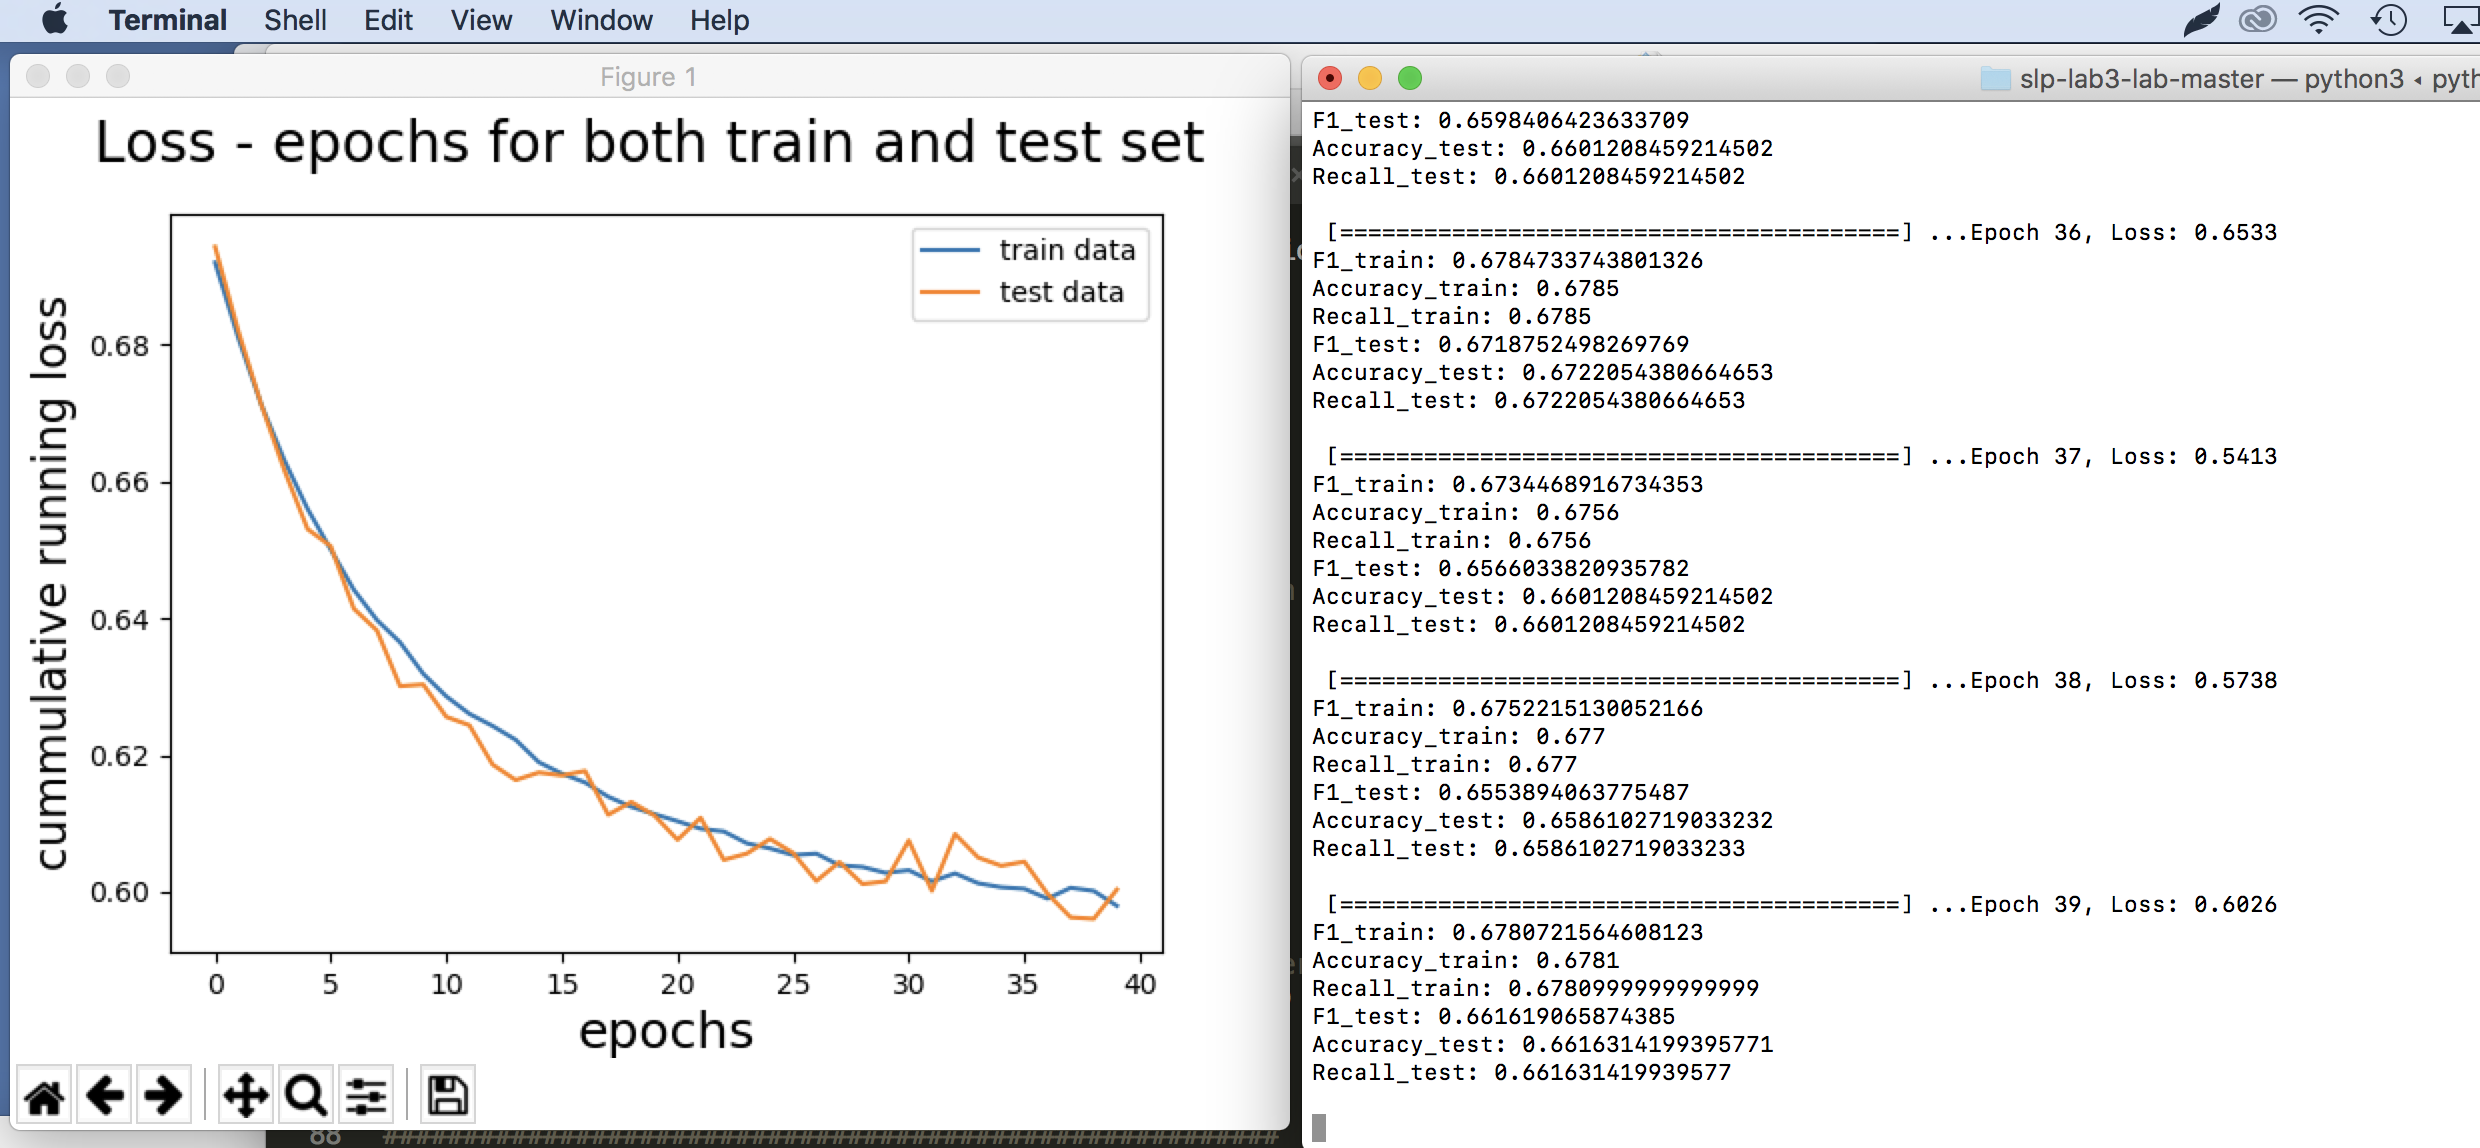 Terminal Shell Edit View Window Help
Figure 1
Loss - epochs for both train and test set
train data
test data
cummulative running loss
0.68
0.66
0.64
0.62
0.60
0 5 10 15 20 25 30 35 40
epochs
88 ################################################
slp-lab3-lab-master — python3 ◂ pyth
F1_test: 0.6598406423633709
Accuracy_test: 0.6601208459214502
Recall_test: 0.6601208459214502
[========================================] ...Epoch 36, Loss: 0.6533
F1_train: 0.6784733743801326
Accuracy_train: 0.6785
Recall_train: 0.6785
F1_test: 0.6718752498269769
Accuracy_test: 0.6722054380664653
Recall_test: 0.6722054380664653
[========================================] ...Epoch 37, Loss: 0.5413
F1_train: 0.6734468916734353
Accuracy_train: 0.6756
Recall_train: 0.6756
F1_test: 0.6566033820935782
Accuracy_test: 0.6601208459214502
Recall_test: 0.6601208459214502
[========================================] ...Epoch 38, Loss: 0.5738
F1_train: 0.6752215130052166
Accuracy_train: 0.677
Recall_train: 0.677
F1_test: 0.6553894063775487
Accuracy_test: 0.6586102719033232
Recall_test: 0.6586102719033233
[========================================] ...Epoch 39, Loss: 0.6026
F1_train: 0.6780721564608123
Accuracy_train: 0.6781
Recall_train: 0.6780999999999999
F1_test: 0.661619065874385
Accuracy_test: 0.6616314199395771
Recall_test: 0.661631419939577